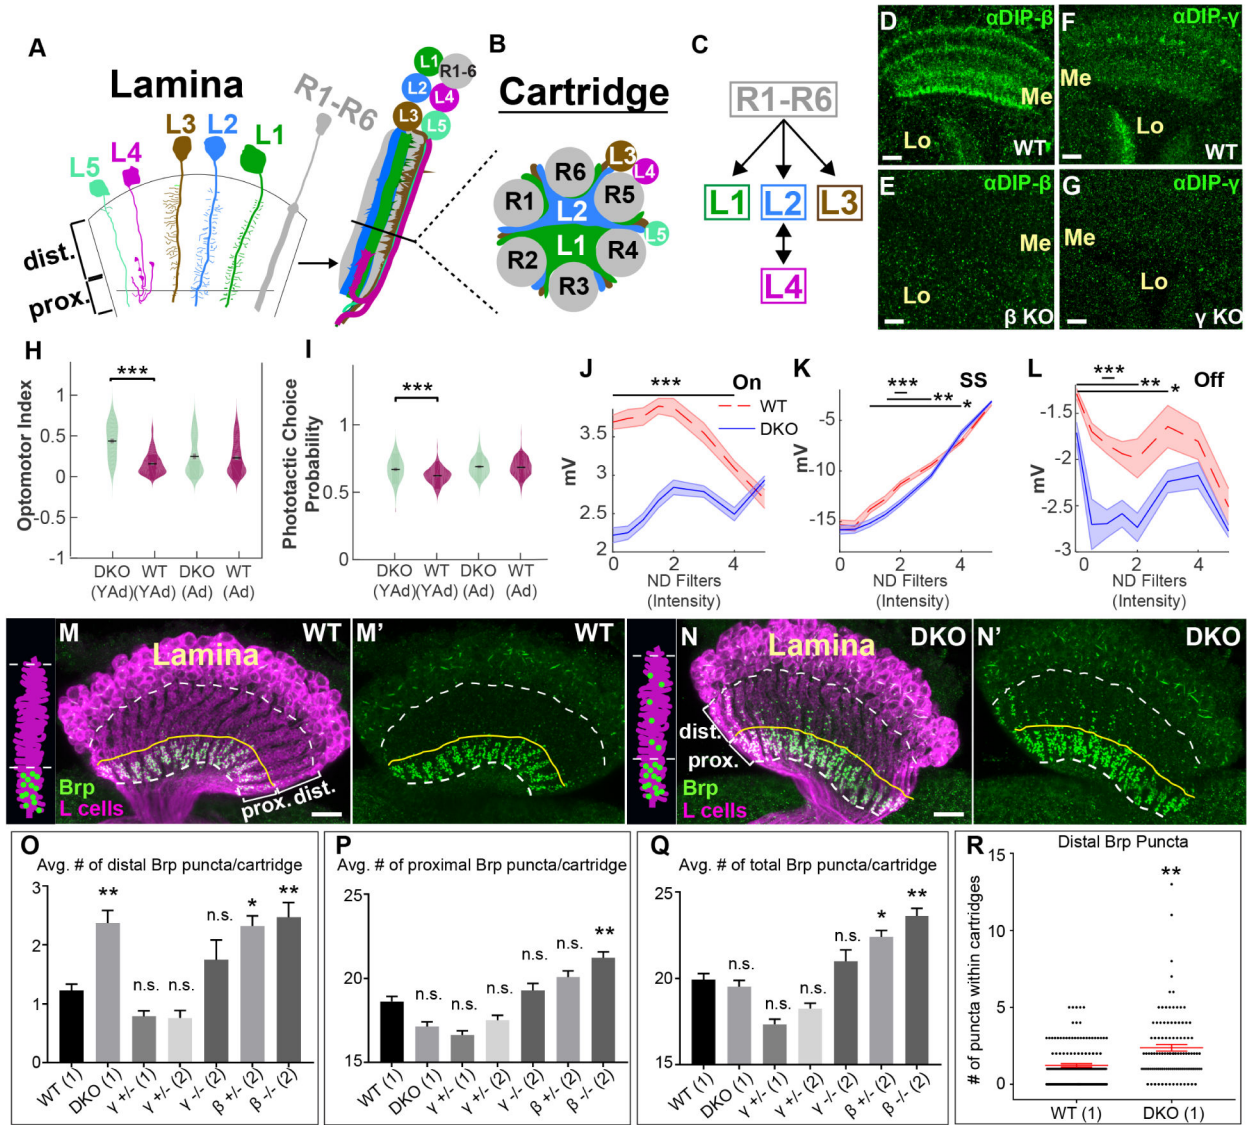 A
Lamina
R1-R6
L3
L2
L1
L5
L4
dist.
prox.
L1
R1-6
L2
L4
L3
L5
B
Cartridge
R6
L3
L4
R1
R5
L2
L5
L1
R4
R2
R3
C
R1-R6
L1
L2
L3
L4
D
αDIP-β
Me
Lo
WT
F
αDIP-γ
Me
Lo
WT
E
αDIP-β
Me
Lo
β KO
G
αDIP-γ
Me
Lo
γ KO
H
Optomotor Index
1
0.5
0
-0.5
-1
***
DKO (YAd)
WT (YAd)
DKO (Ad)
WT (Ad)
I
Phototactic Choice Probability
1
0.5
0
***
DKO (YAd)
WT (YAd)
DKO (Ad)
WT (Ad)
J
***
On
WT
DKO
mV
3.5
3
2.5
2
0 2 4
ND Filters
(Intensity)
K
SS
***
**
*
mV
-5
-10
-15
0 2 4
ND Filters
(Intensity)
L
Off
***
**
*
mV
-1.5
-2
-2.5
-3
0 2 4
ND Filters
(Intensity)
M
WT
Lamina
Brp
L cells
prox. dist.
M'
WT
N
DKO
Lamina
dist.
prox.
Brp
L cells
N'
DKO
O
Avg. # of distal Brp puncta/cartridge
3
2
1
0
**
n.s.
n.s.
n.s.
*
**
WT (1)
DKO (1)
γ +/- (1)
γ +/- (2)
γ -/- (2)
β +/- (2)
β -/- (2)
P
Avg. # of proximal Brp puncta/cartridge
25
20
15
n.s.
n.s.
n.s.
n.s.
n.s.
**
WT (1)
DKO (1)
γ +/- (1)
γ +/- (2)
γ -/- (2)
β +/- (2)
β -/- (2)
Q
Avg. # of total Brp puncta/cartridge
25
20
15
n.s.
n.s.
n.s.
n.s.
*
**
WT (1)
DKO (1)
γ +/- (1)
γ +/- (2)
γ -/- (2)
β +/- (2)
β -/- (2)
R
Distal Brp Puncta
# of puncta within cartridges
15
10
5
0
**
WT (1)
DKO (1)